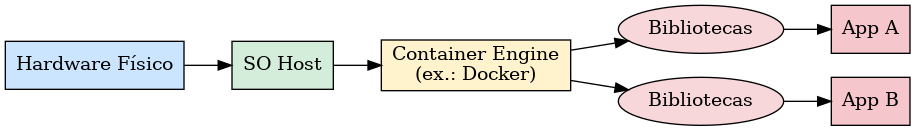 Hardware Físico
SO Host
Container Engine
(ex.: Docker)
Bibliotecas
App A
Bibliotecas
App B